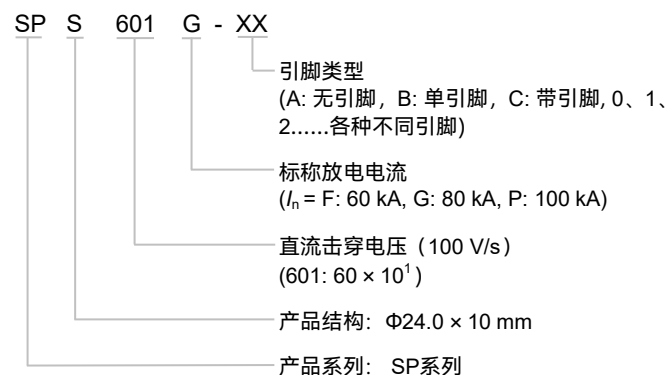 SP S 601 G - XX
引脚类型
(A: 无引脚，B: 单引脚，C: 带引脚, 0、1、
2......各种不同引脚)
标称放电电流
(Iₙ = F: 60 kA, G: 80 kA, P: 100 kA)
直流击穿电压（100 V/s）
(601: 60 × 10¹ )
产品结构：Φ24.0 × 10 mm
产品系列： SP系列